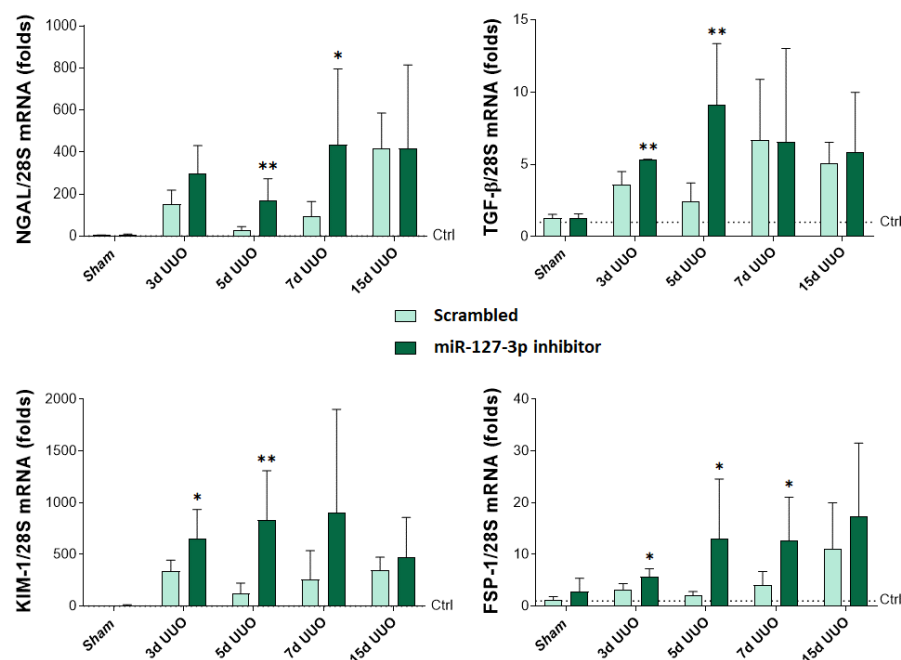 NGAL/28S mRNA (folds)
1000
800
600
400
200
0
*
**
Ctrl
Sham
3d UUO
5d UUO
7d UUO
15d UUO
TGF-β/28S mRNA (folds)
15
10
5
0
**
**
Ctrl
Sham
3d UUO
5d UUO
7d UUO
15d UUO
Scrambled
miR-127-3p inhibitor
KIM-1/28S mRNA (folds)
2000
1500
1000
500
0
*
**
Ctrl
Sham
3d UUO
5d UUO
7d UUO
15d UUO
FSP-1/28S mRNA (folds)
40
30
20
10
0
*
*
*
Ctrl
Sham
3d UUO
5d UUO
7d UUO
15d UUO